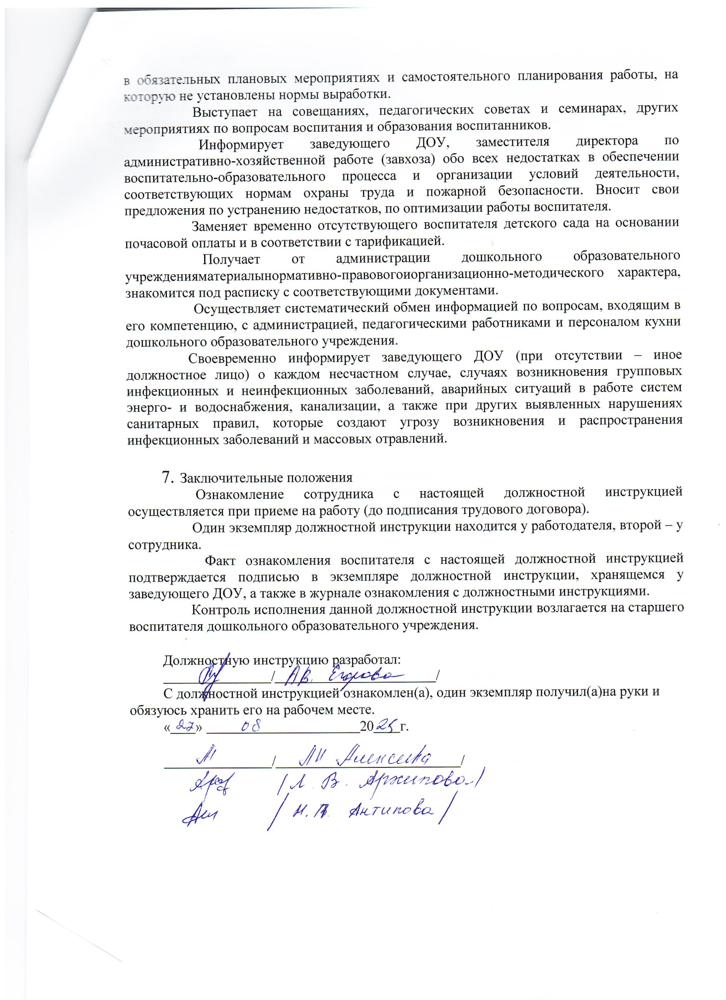 в обязательных плановых мероприятиях и самостоятельного планирования работы, на
которую не установлены нормы выработки.
Выступает на совещаниях, педагогических советах и семинарах, других
мероприятиях по вопросам воспитания и образования воспитанников.
Информирует заведующего ДОУ, заместителя директора по
административно-хозяйственной работе (завхоза) обо всех недостатках в обеспечении
воспитательно-образовательного процесса и организации условий деятельности,
соответствующих нормам охраны труда и пожарной безопасности. Вносит свои
предложения по устранению недостатков, по оптимизации работы воспитателя.
Заменяет временно отсутствующего воспитателя детского сада на основании
почасовой оплаты и в соответствии с тарификацией.
Получает от администрации дошкольного образовательного
учрежденияматериалынормативно-правовогоиорганизационно-методического характера,
знакомится под расписку с соответствующими документами.
Осуществляет систематический обмен информацией по вопросам, входящим в
его компетенцию, с администрацией, педагогическими работниками и персоналом кухни
дошкольного образовательного учреждения.
Своевременно информирует заведующего ДОУ (при отсутствии – иное
должностное лицо) о каждом несчастном случае, случаях возникновения групповых
инфекционных и неинфекционных заболеваний, аварийных ситуаций в работе систем
энерго- и водоснабжения, канализации, а также при других выявленных нарушениях
санитарных правил, которые создают угрозу возникновения и распространения
инфекционных заболеваний и массовых отравлений.
7. Заключительные положения
Ознакомление сотрудника с настоящей должностной инструкцией
осуществляется при приеме на работу (до подписания трудового договора).
Один экземпляр должностной инструкции находится у работодателя, второй – у
сотрудника.
Факт ознакомления воспитателя с настоящей должностной инструкцией
подтверждается подписью в экземпляре должностной инструкции, хранящемся у
заведующего ДОУ, а также в журнале ознакомления с должностными инструкциями.
Контроль исполнения данной должностной инструкции возлагается на старшего
воспитателя дошкольного образовательного учреждения.
Должностную инструкцию разработал:
/ А.В. Егорова /
С должностной инструкцией ознакомлен(а), один экземпляр получил(а)на руки и
обязуюсь хранить его на рабочем месте.
«27» 08 2025г.
/ Алексина /
/ Л. В. Архипова /
/ Н. В. Антипова /